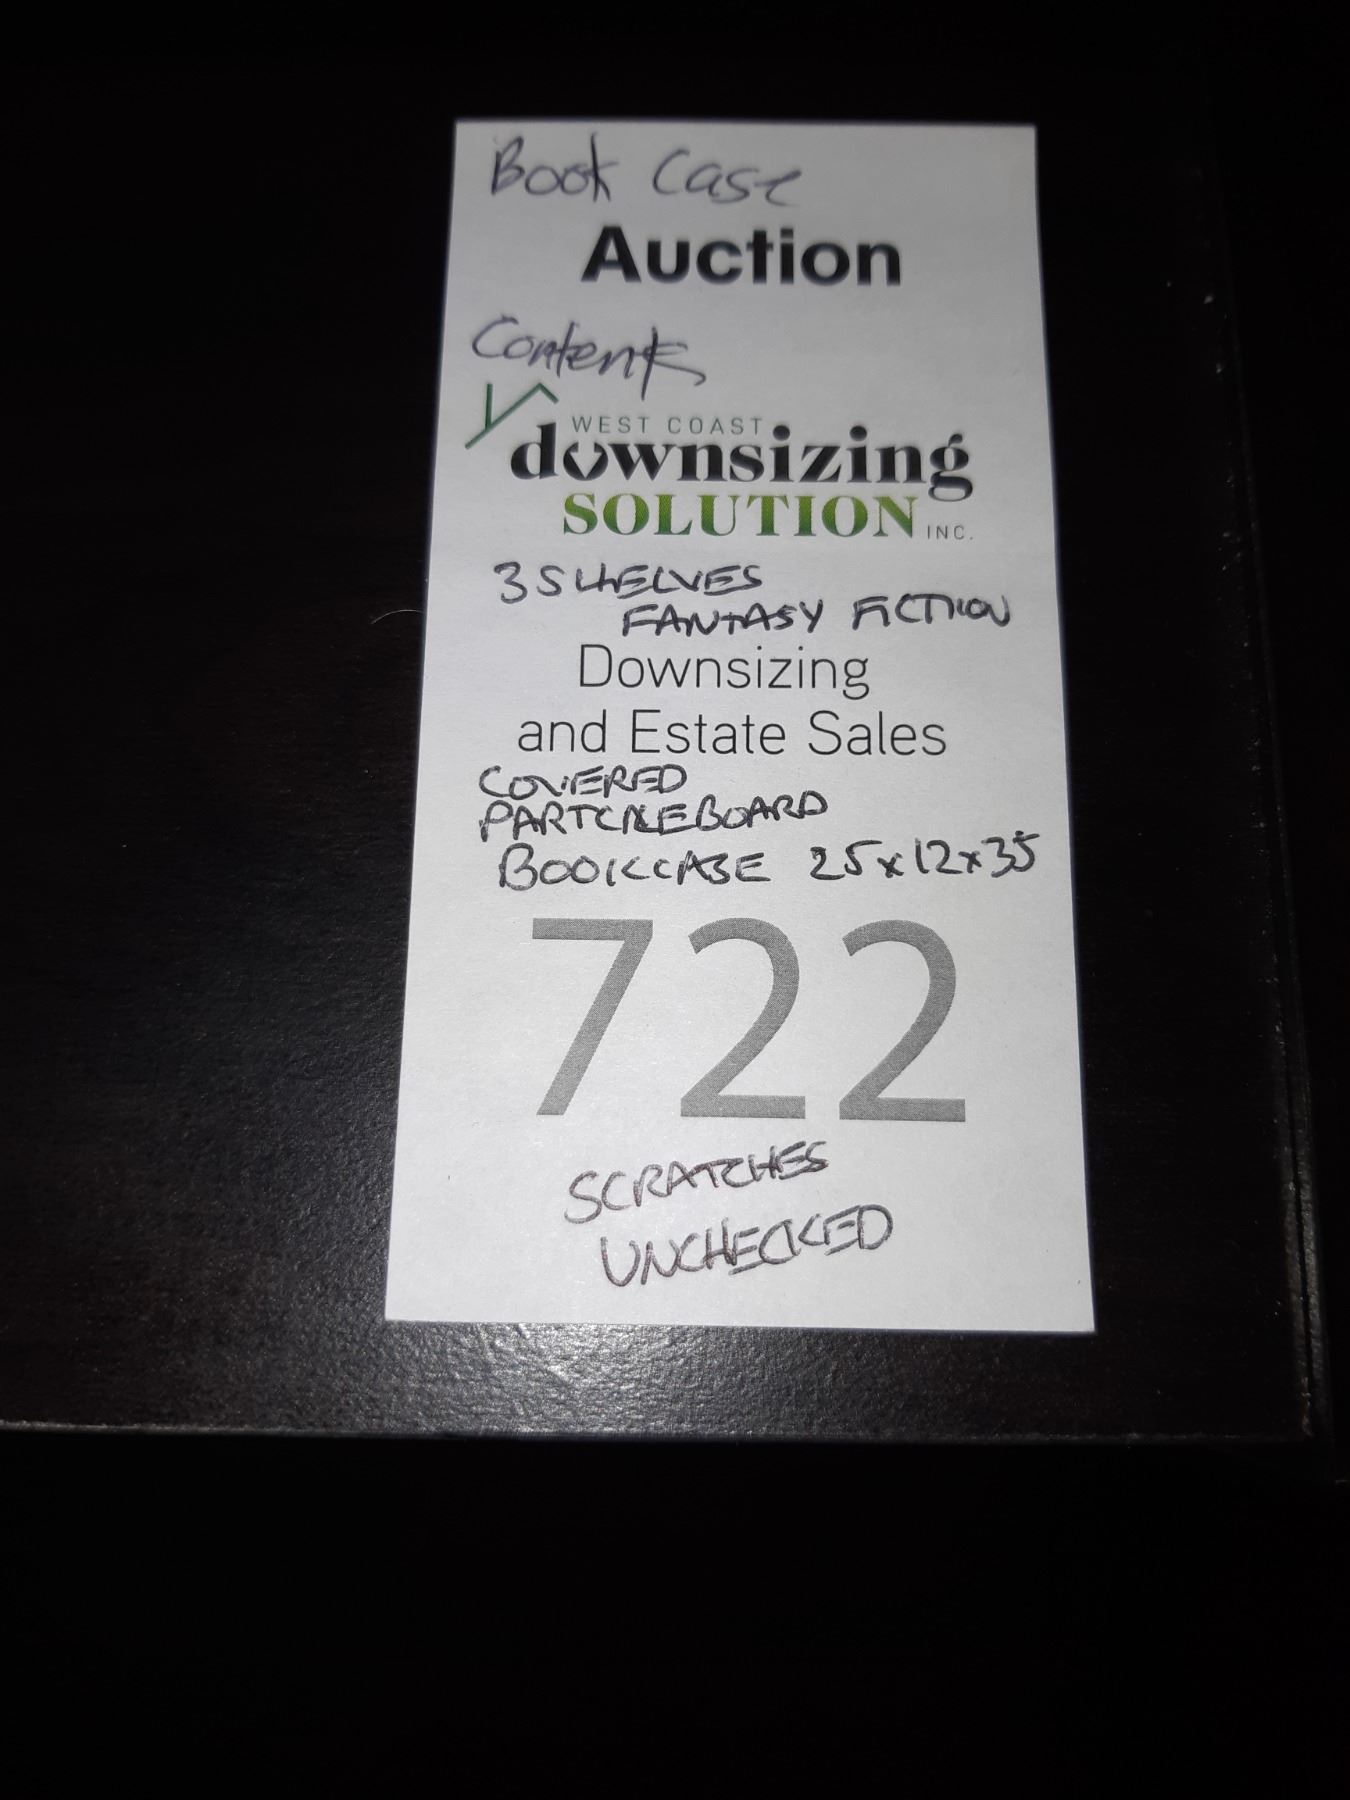 Book Case
Auction
Contents
WEST COAST
downsizing
SOLUTION INC.
3 SHELVES
FANTASY FICTION
Downsizing
and Estate Sales
COVERED
PARTCILEBOARD
BOOKCASE 25x12x35
722
SCRATCHES
UNCHECKED